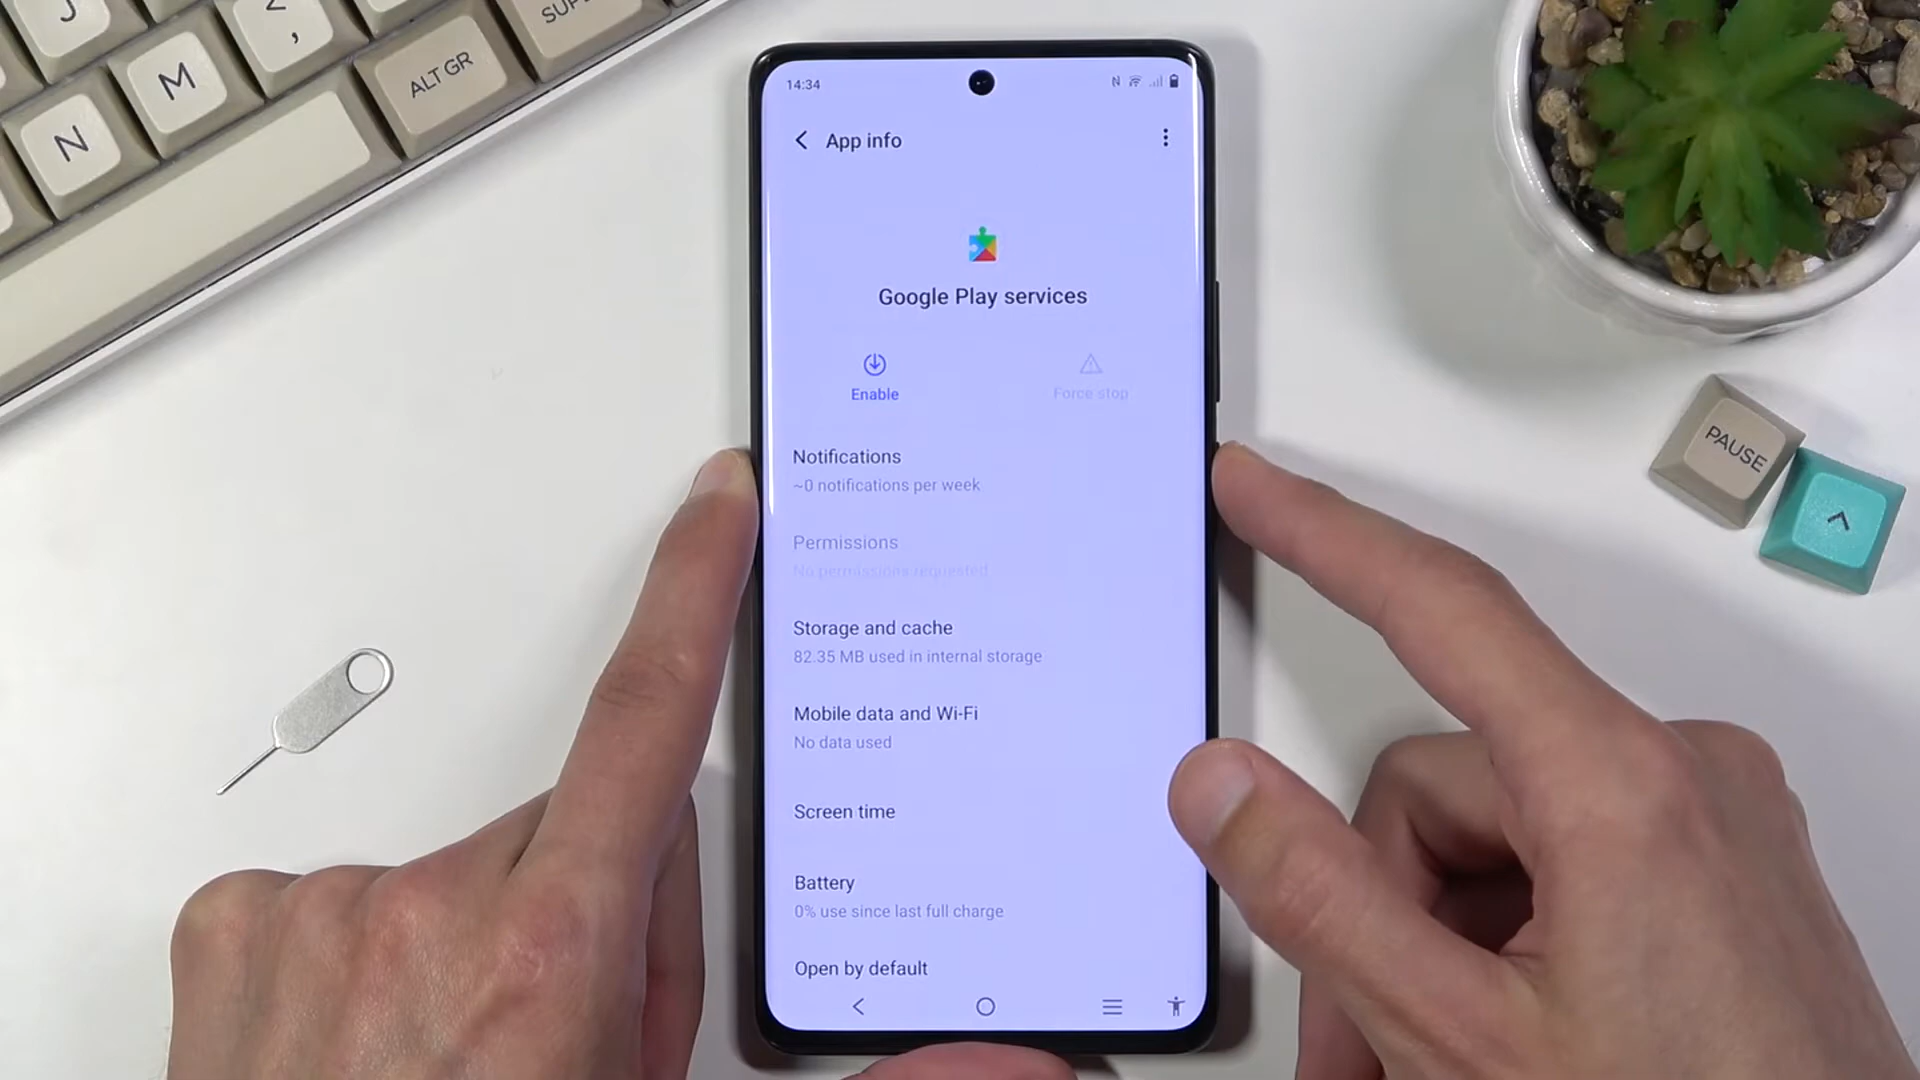 J
<
,
SUPE
M
ALT GR
N
14:34
N
App info
Google Play services
Enable
Force stop
Notifications
~0 notifications per week
Permissions
No permissions requested
Storage and cache
82.35 MB used in internal storage
Mobile data and Wi-Fi
No data used
Screen time
Battery
0% use since last full charge
Open by default
PAUSE